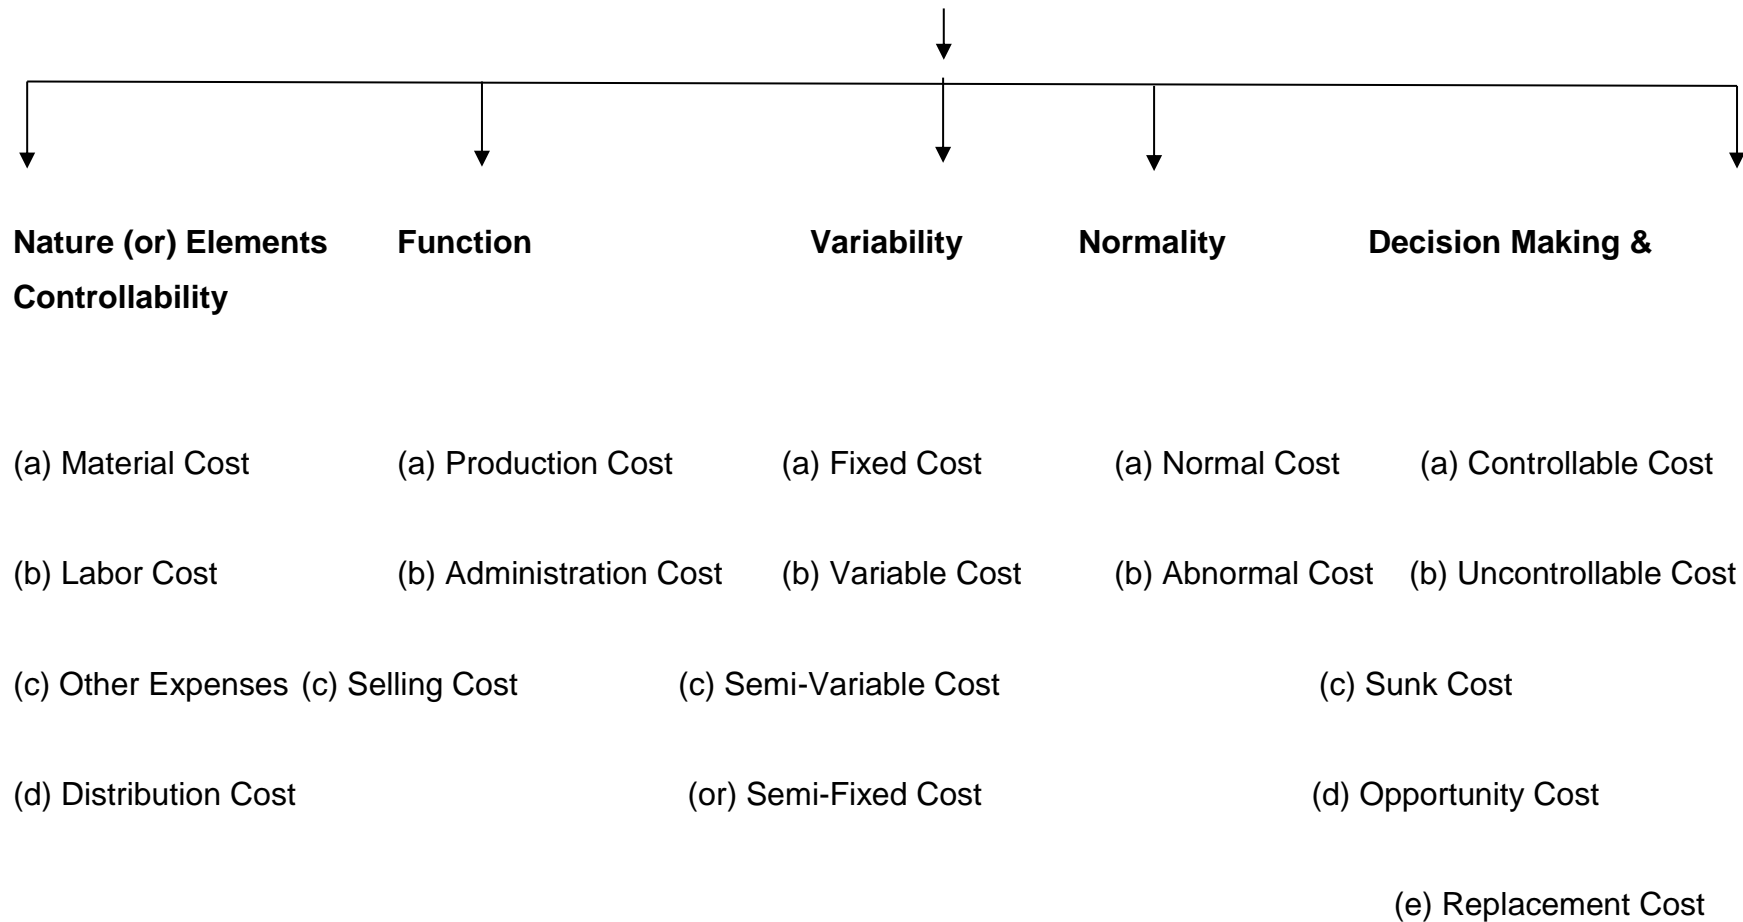 Nature (or) Elements Function Variability Normality Decision Making &
Controllability
(a) Material Cost (a) Production Cost (a) Fixed Cost (a) Normal Cost (a) Controllable Cost
(b) Labor Cost (b) Administration Cost (b) Variable Cost (b) Abnormal Cost (b) Uncontrollable Cost
(c) Other Expenses (c) Selling Cost (c) Semi-Variable Cost (c) Sunk Cost
(d) Distribution Cost (or) Semi-Fixed Cost (d) Opportunity Cost
(e) Replacement Cost